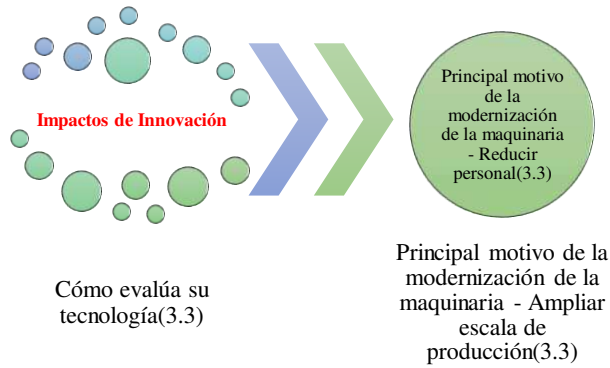 Impactos de Innovación
Cómo evalúa su
tecnología(3.3)
Principal motivo
de la
modernización
de la maquinaria
- Reducir
personal(3.3)
Principal motivo de la
modernización de la
maquinaria - Ampliar
escala de
producción(3.3)